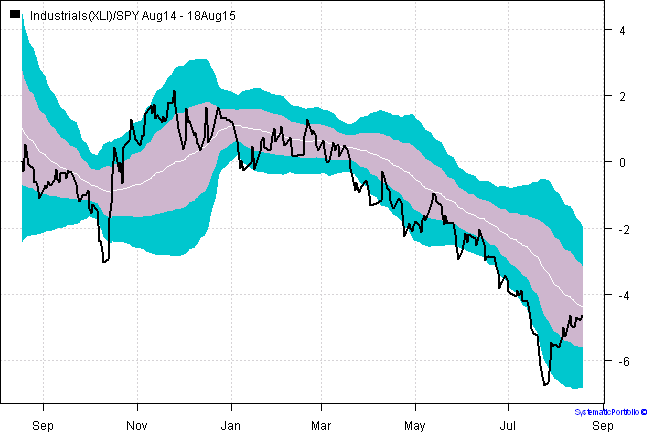 Industrials(XLI)/SPY Aug14 - 18Aug15
4
2
0
-2
-4
-6
SystematicPortfolio ©
Sep Nov Jan Mar May Jul Sep